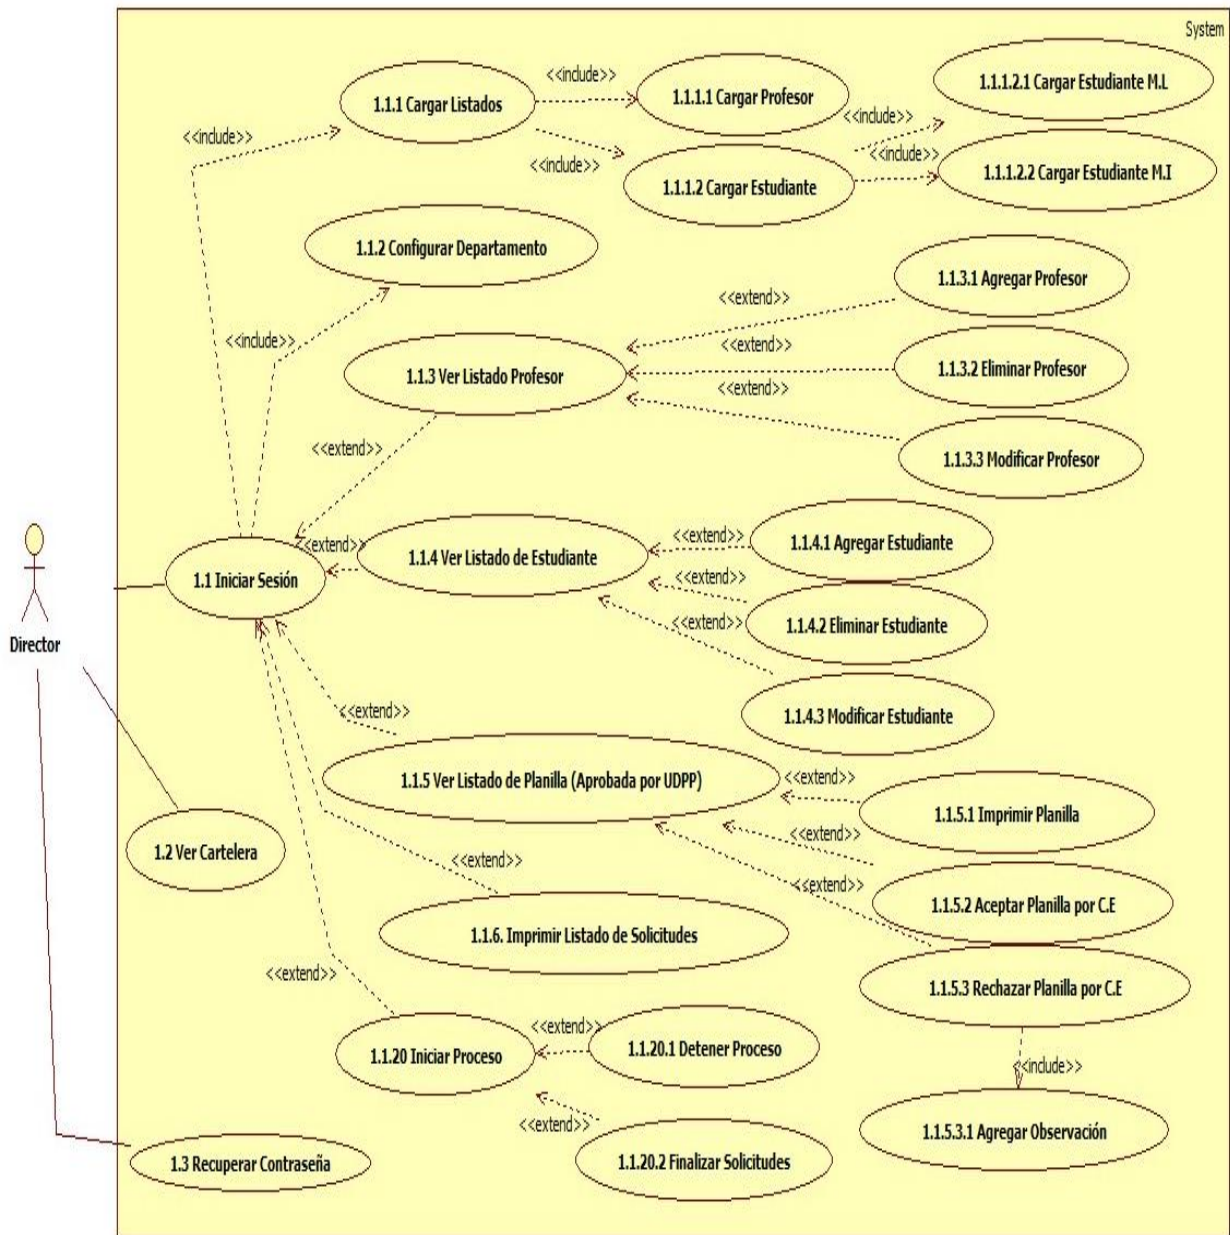 System
<<include>>
1.1.1 Cargar Listados
<<include>>
1.1.1.1 Cargar Profesor
<<include>>
1.1.1.2 Cargar Estudiante
<<include>>
1.1.1.2.1 Cargar Estudiante M.L
<<include>>
1.1.1.2.2 Cargar Estudiante M.I
<<include>>
1.1.2 Configurar Departamento
<<extend>>
1.1.3 Ver Listado Profesor
<<extend>>
1.1.3.1 Agregar Profesor
<<extend>>
1.1.3.2 Eliminar Profesor
<<extend>>
1.1.3.3 Modificar Profesor
Director
1.1 Iniciar Sesión
<<extend>>
1.1.4 Ver Listado de Estudiante
<<extend>>
1.1.4.1 Agregar Estudiante
<<extend>>
1.1.4.2 Eliminar Estudiante
<<extend>>
1.1.4.3 Modificar Estudiante
<<extend>>
1.1.5 Ver Listado de Planilla (Aprobada por UDPP)
<<extend>>
1.1.5.1 Imprimir Planilla
<<extend>>
1.1.5.2 Aceptar Planilla por C.E
<<extend>>
1.1.5.3 Rechazar Planilla por C.E
<<include>>
1.1.5.3.1 Agregar Observación
1.2 Ver Cartelera
<<extend>>
1.1.6. Imprimir Listado de Solicitudes
<<extend>>
1.1.20 Iniciar Proceso
<<extend>>
1.1.20.1 Detener Proceso
<<extend>>
1.1.20.2 Finalizar Solicitudes
1.3 Recuperar Contraseña